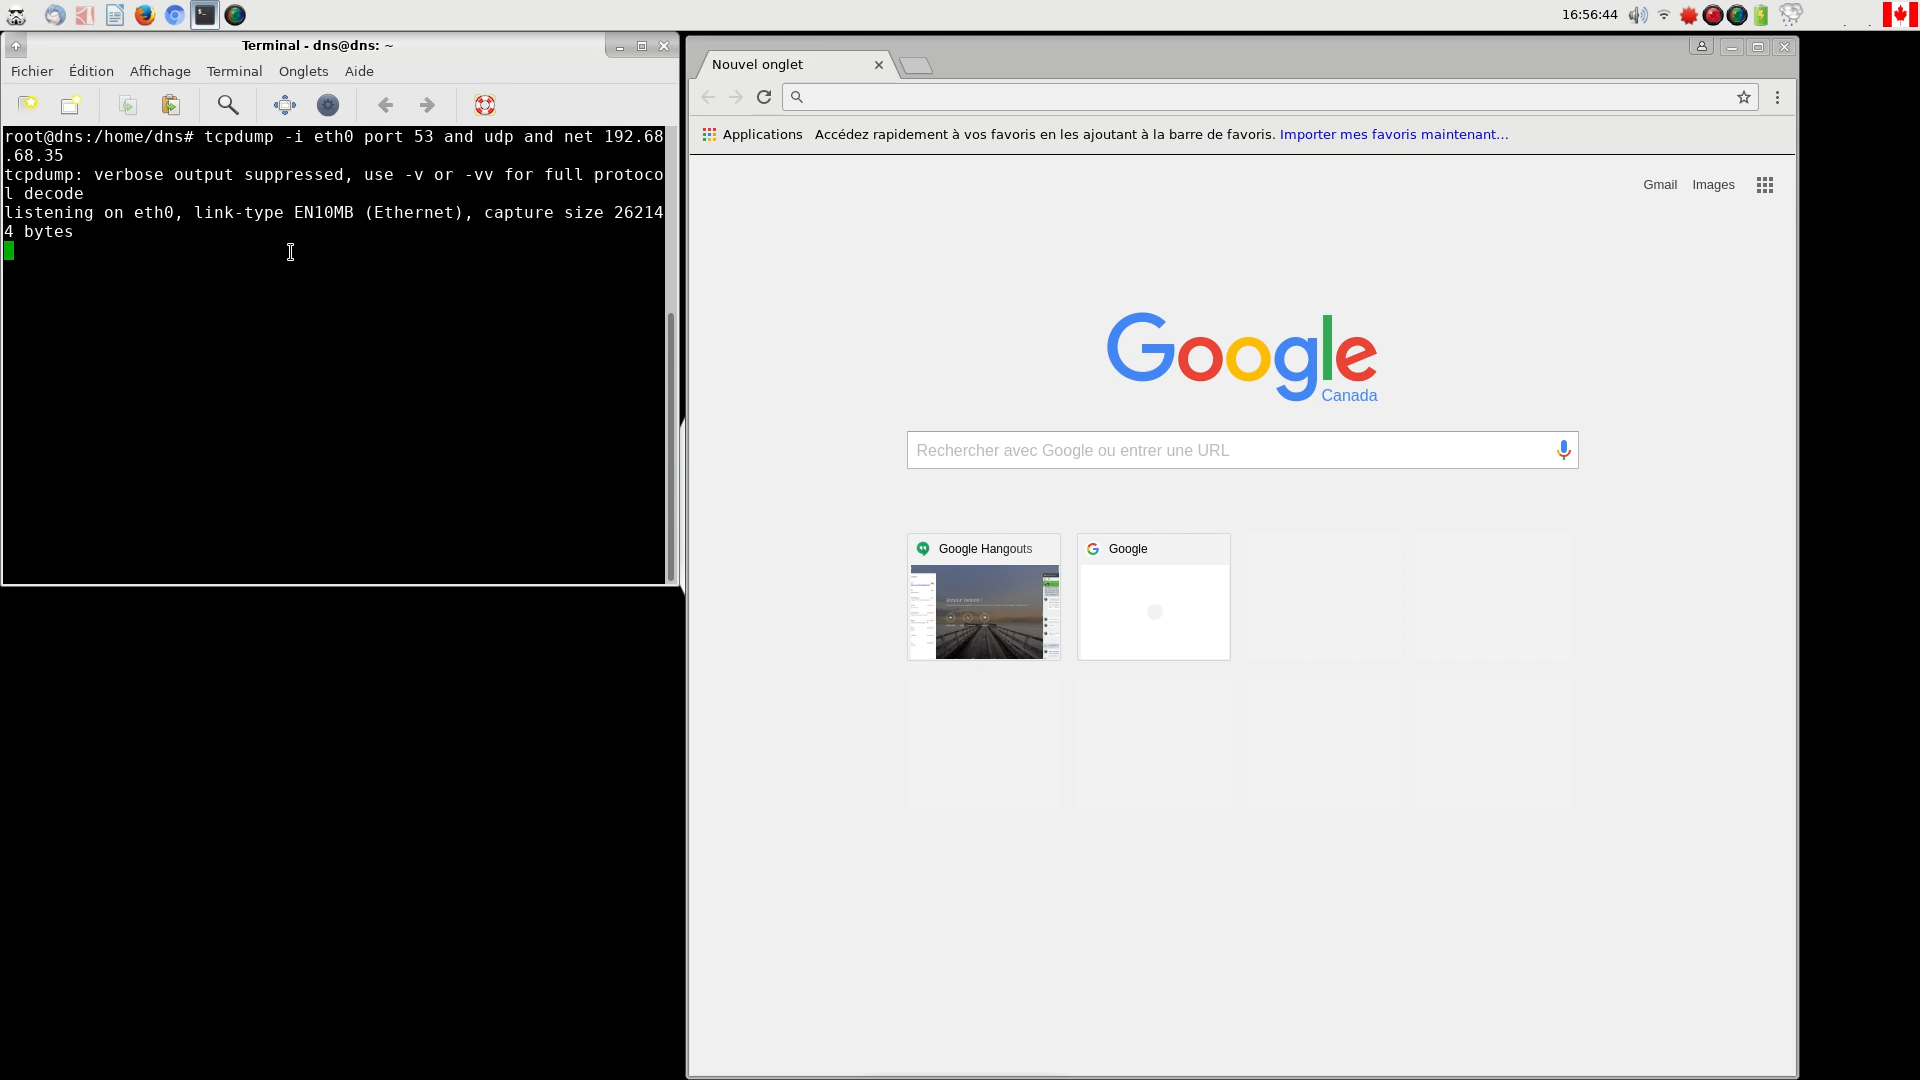 16:56:44
Terminal - dns@dns: ~
Fichier Édition Affichage Terminal Onglets Aide
root@dns:/home/dns# tcpdump -i eth0 port 53 and udp and net 192.68
.68.35
tcpdump: verbose output suppressed, use -v or -vv for full protoco
l decode
listening on eth0, link-type EN10MB (Ethernet), capture size 26214
4 bytes
Nouvel onglet
Applications Accédez rapidement à vos favoris en les ajoutant à la barre de favoris. Importer mes favoris maintenant…
Gmail Images
Google
Canada
Rechercher avec Google ou entrer une URL
Google Hangouts
Google